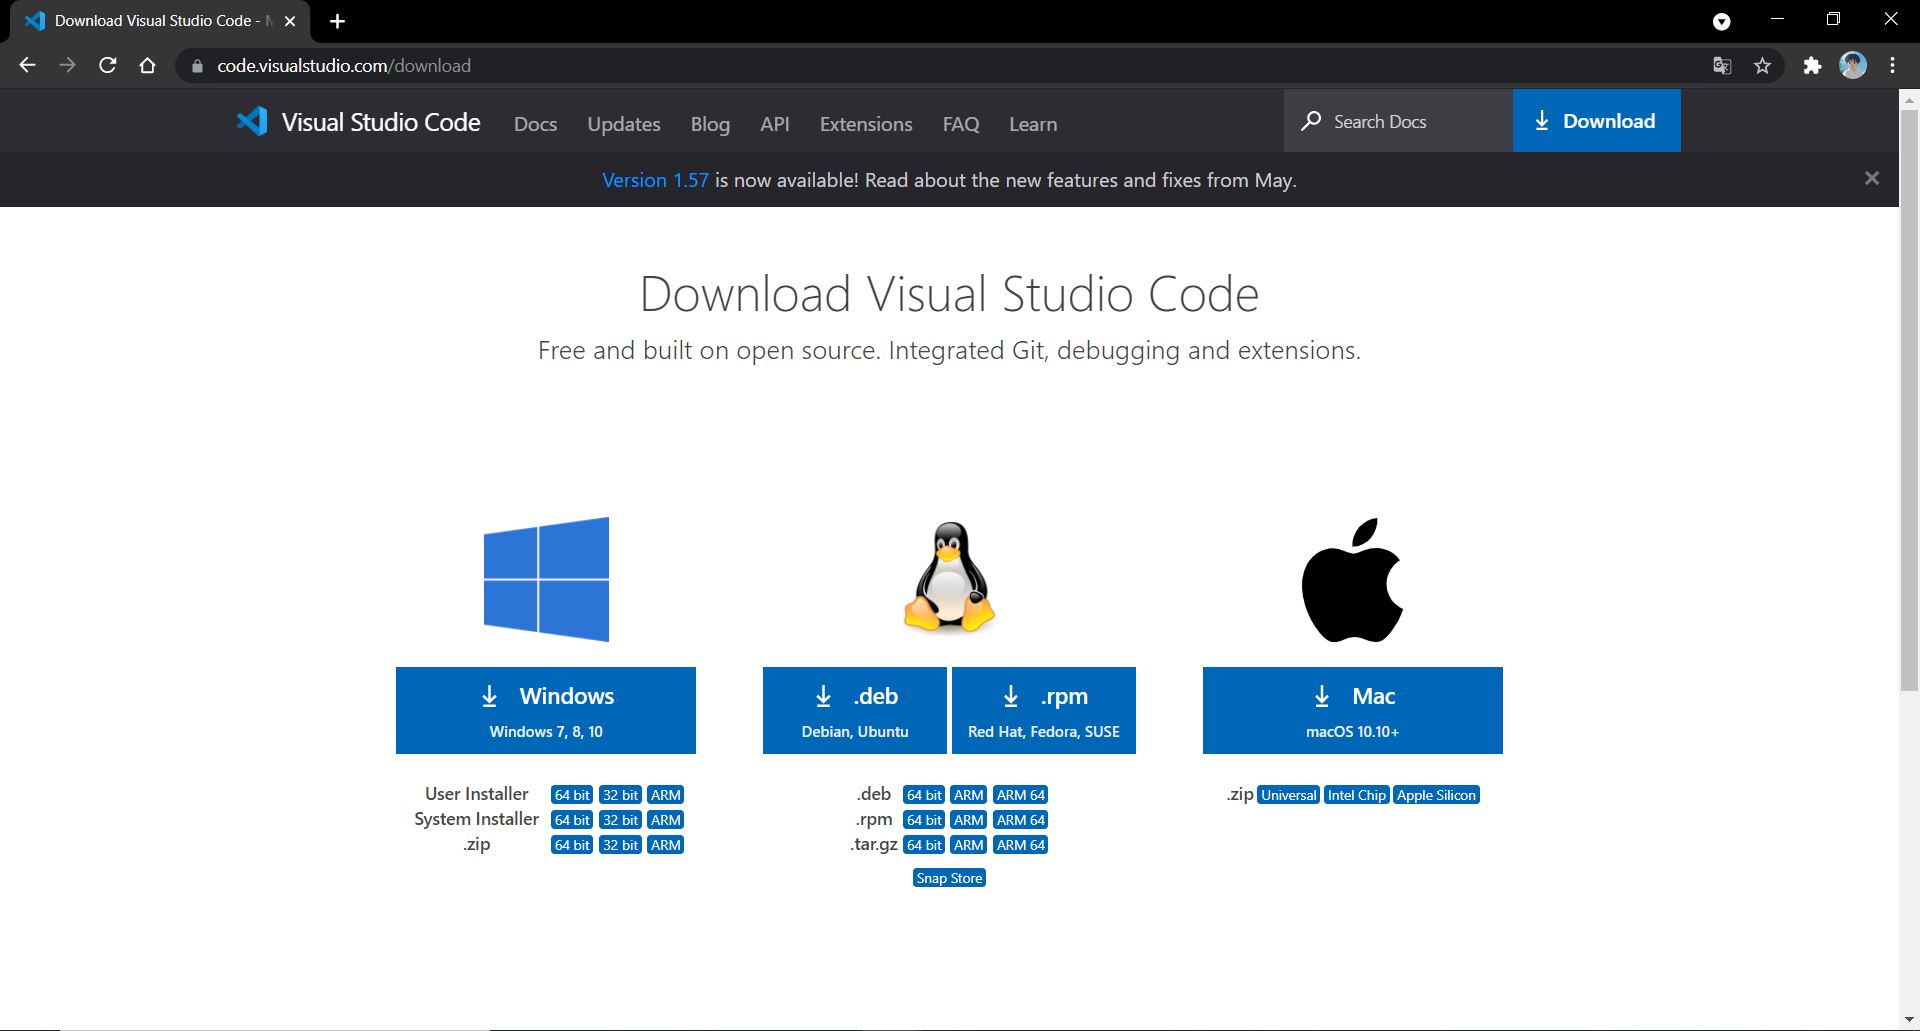 Download Visual Studio Code -
code.visualstudio.com/download
Visual Studio Code Docs Updates Blog API Extensions FAQ Learn Search Docs Download
Version 1.57 is now available! Read about the new features and fixes from May.
Download Visual Studio Code
Free and built on open source. Integrated Git, debugging and extensions.
Windows
Windows 7, 8, 10
User Installer 64 bit 32 bit ARM
System Installer 64 bit 32 bit ARM
.zip 64 bit 32 bit ARM
.deb
Debian, Ubuntu
.rpm
Red Hat, Fedora, SUSE
.deb 64 bit ARM ARM 64
.rpm 64 bit ARM ARM 64
.tar.gz 64 bit ARM ARM 64
Snap Store
Mac
macOS 10.10+
.zip Universal Intel Chip Apple Silicon